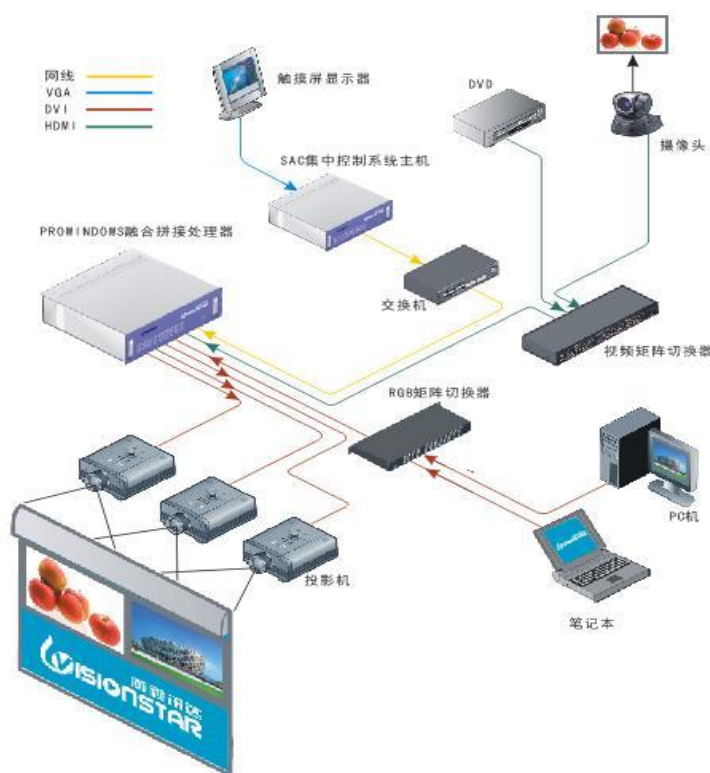 网线
VGA
DVI
HDMI
触摸屏显示器
DVD
摄像头
SAC集中控制系统主机
PROWINDOWS融合拼接处理器
交换机
视频矩阵切换器
RGB矩阵切换器
PC机
投影机
笔记本
VISIONSTAR